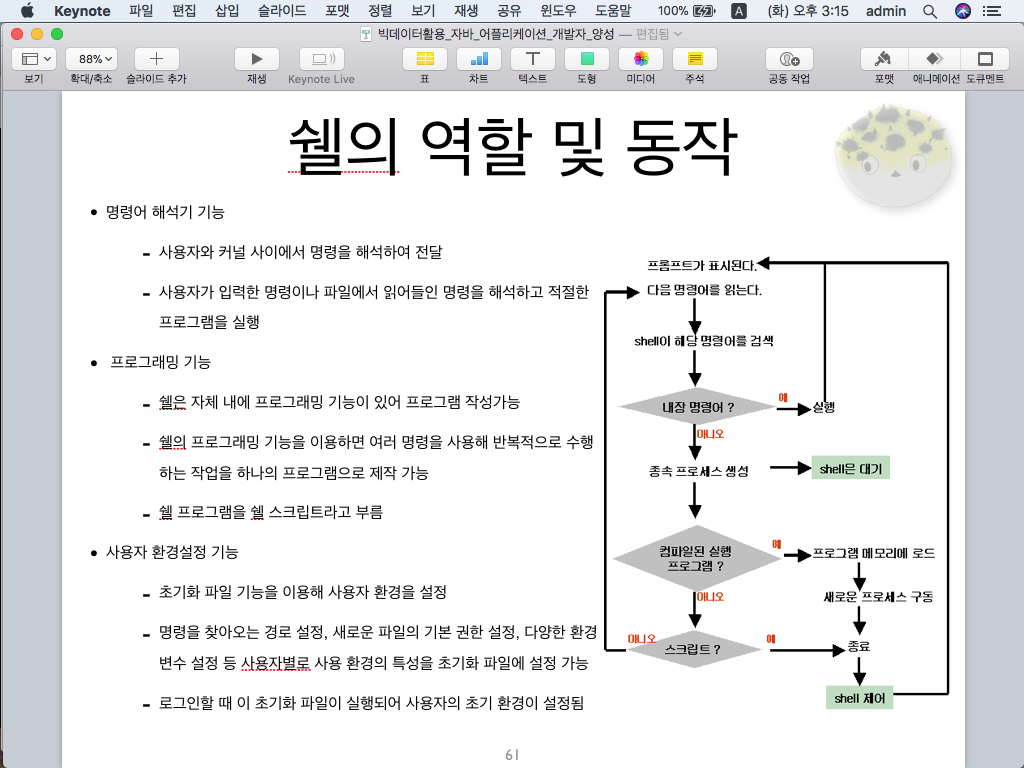 Keynote 파일 편집 삽입 슬라이드 포맷 정렬 보기 재생 공유 윈도우 도움말 100% A (화) 오후 3:15 admin
빅데이터활용_자바_어플리케이션_개발자_양성 — 편집됨
88%
보기 확대/축소 슬라이드 추가 재생 Keynote Live 표 차트 텍스트 도형 미디어 주석 공동 작업 포맷 애니메이션 도큐멘트
쉘의 역할 및 동작
• 명령어 해석기 기능
- 사용자와 커널 사이에서 명령을 해석하여 전달
- 사용자가 입력한 명령이나 파일에서 읽어들인 명령을 해석하고 적절한
프로그램을 실행
• 프로그래밍 기능
- 쉘은 자체 내에 프로그래밍 기능이 있어 프로그램 작성가능
- 쉘의 프로그래밍 기능을 이용하면 여러 명령을 사용해 반복적으로 수행
하는 작업을 하나의 프로그램으로 제작 가능
- 쉘 프로그램을 쉘 스크립트라고 부름
• 사용자 환경설정 기능
- 초기화 파일 기능을 이용해 사용자 환경을 설정
- 명령을 찾아오는 경로 설정, 새로운 파일의 기본 권한 설정, 다양한 환경
변수 설정 등 사용자별로 사용 환경의 특성을 초기화 파일에 설정 가능
- 로그인할 때 이 초기화 파일이 실행되어 사용자의 초기 환경이 설정됨
프롬프트가 표시된다.
다음 명령어를 읽는다.
shell이 해당 명령어를 검색
내장 명령어 ?
예
실행
아니오
종속 프로세스 생성
shell은 대기
컴파일된 실행
프로그램 ?
예
프로그램 메모리에 로드
아니오
새로운 프로세스 구동
아니오
스크립트 ?
예
종료
shell 제어
61